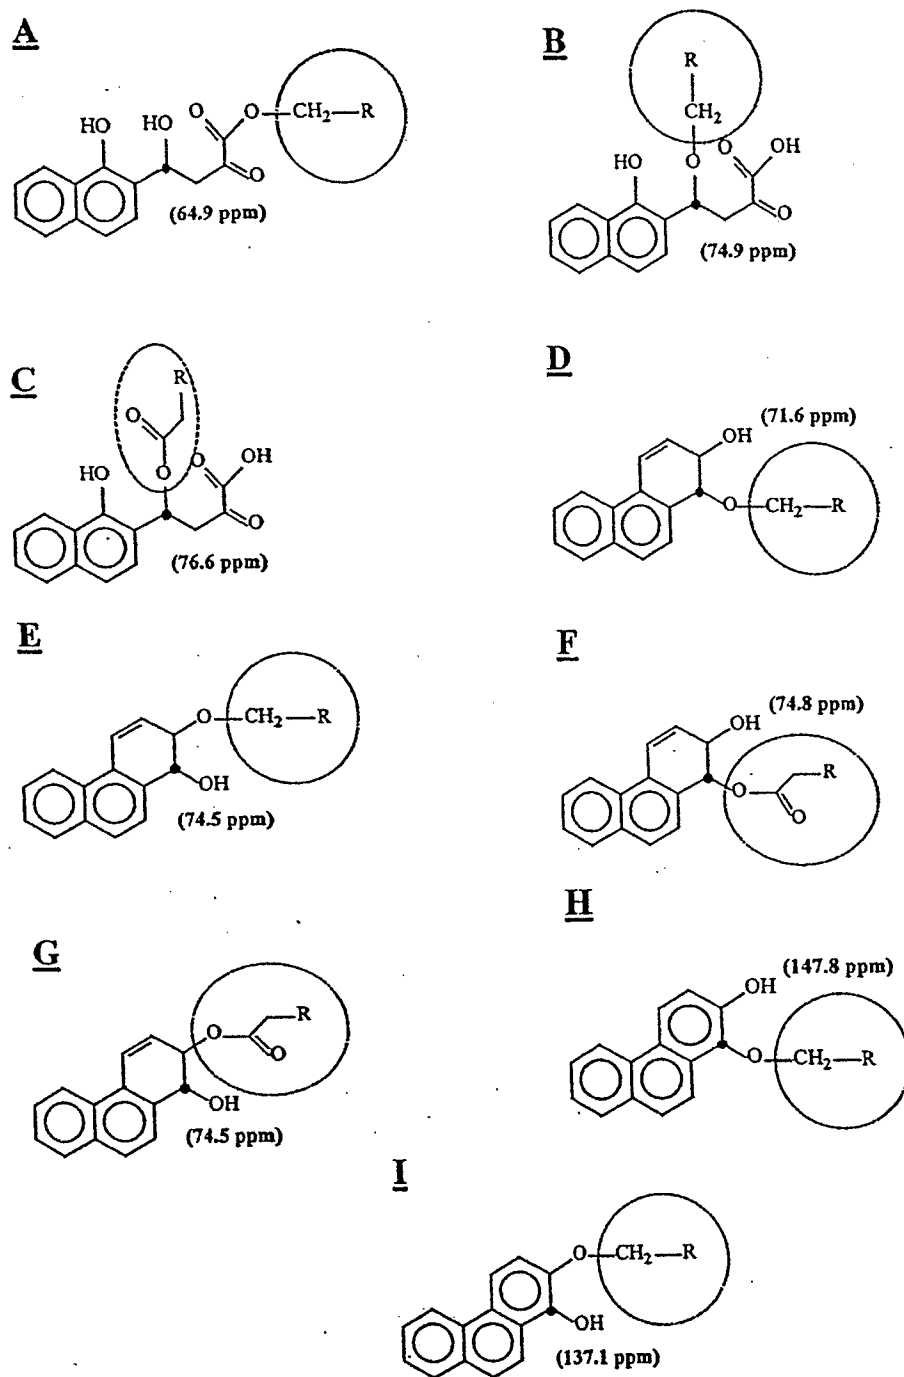 A
HO
HO
O
O
CH2
R
O
(64.9 ppm)
B
R
CH2
HO
O
O
OH
O
(74.9 ppm)
C
R
O
HO
O
O
OH
O
(76.6 ppm)
D
(71.6 ppm)
OH
O
CH2
R
E
O
CH2
R
OH
(74.5 ppm)
F
(74.8 ppm)
OH
R
O
O
G
R
O
O
OH
(74.5 ppm)
H
(147.8 ppm)
OH
O
CH2
R
I
O
CH2
R
OH
(137.1 ppm)